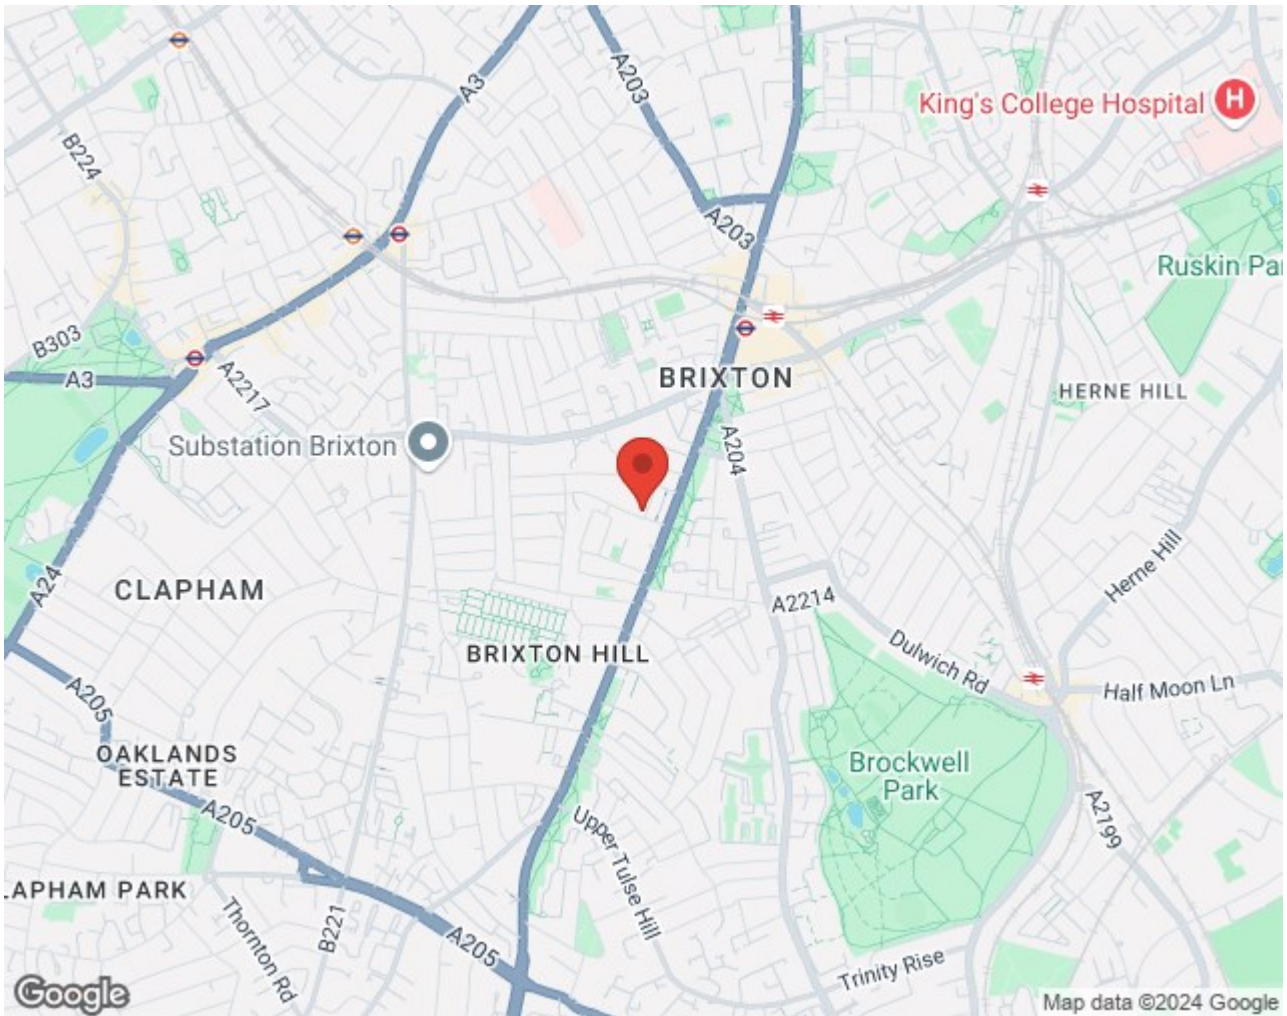 A3
A203
King's College Hospital
H
B224
A203
Ruskin Par
B303
A3
A2217
BRIXTON
HERNE HILL
Substation Brixton
A204
A24
CLAPHAM
A2214
Herne Hill
BRIXTON HILL
Dulwich Rd
Half Moon Ln
A205
OAKLANDS
ESTATE
Brockwell
Park
A205
A2199
Upper Tulse Hill
LAPHAM PARK
Thornton Rd
B221
A205
Trinity Rise
Google
Map data ©2024 Google